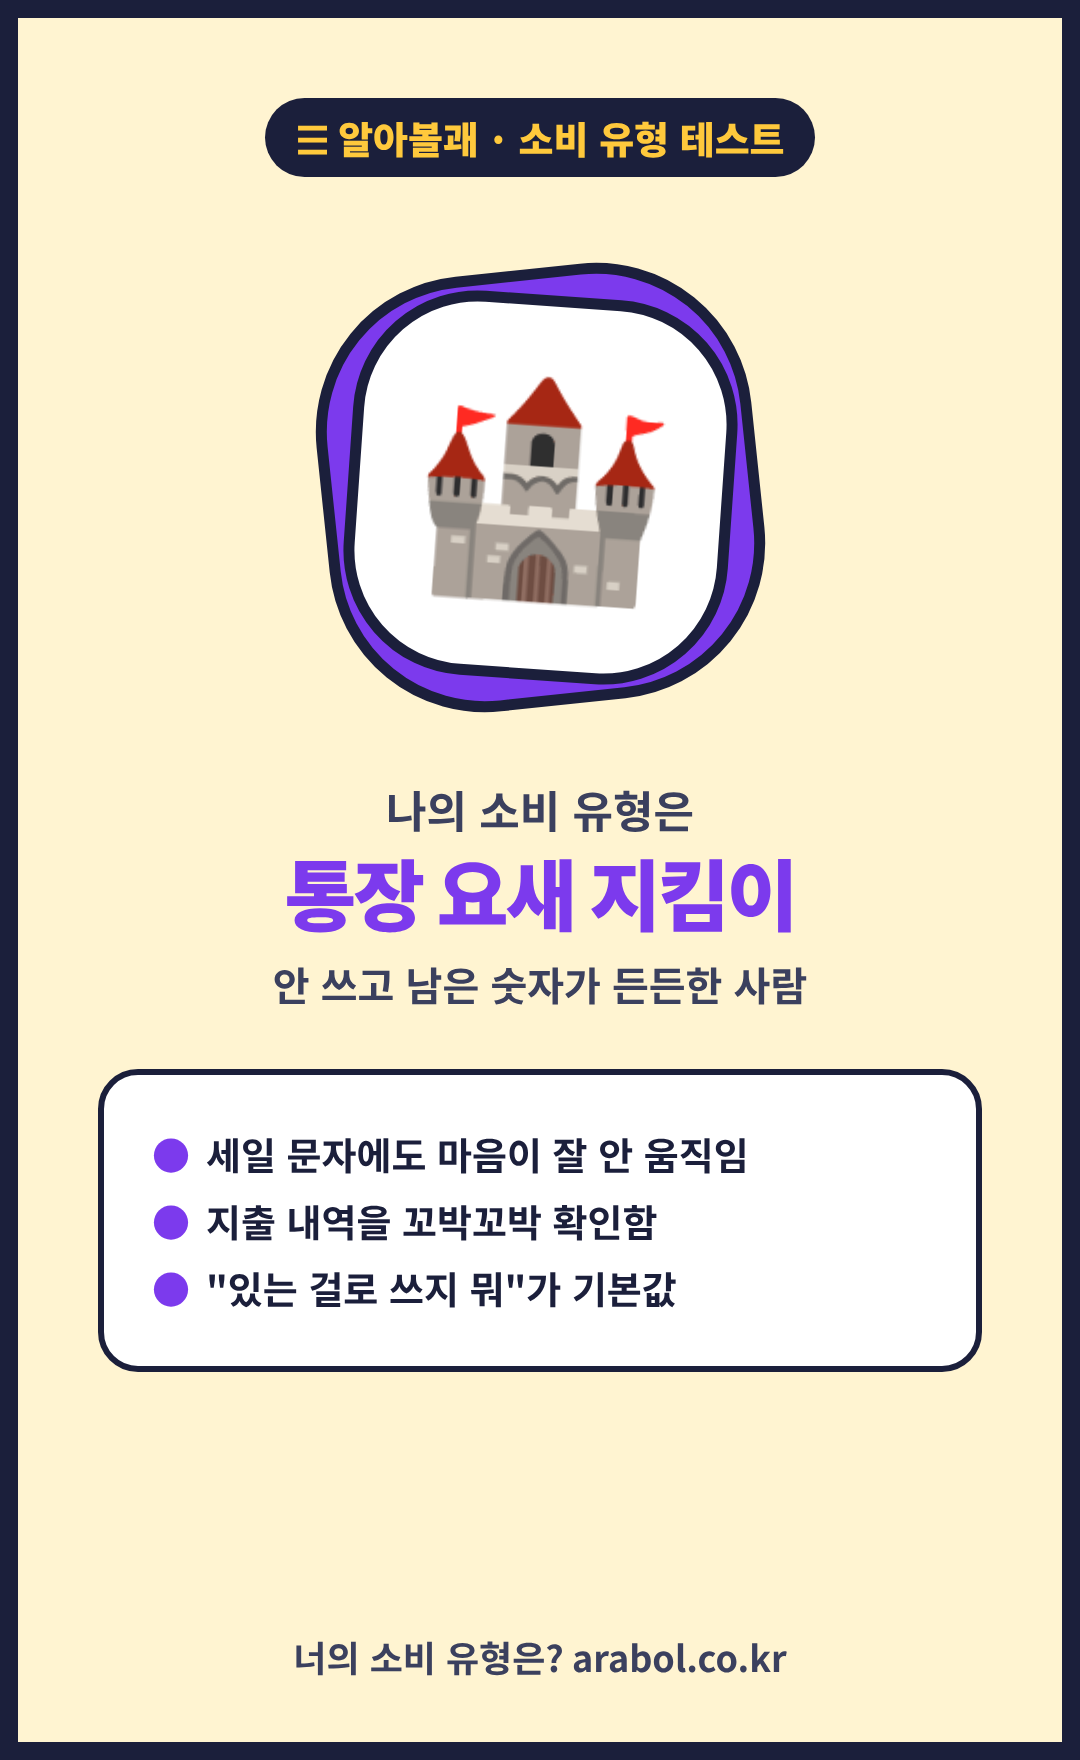 ☰ 알아볼괘 · 소비 유형 테스트
나의 소비 유형은
통장 요새 지킴이
안 쓰고 남은 숫자가 든든한 사람
세일 문자에도 마음이 잘 안 움직임
지출 내역을 꼬박꼬박 확인함
"있는 걸로 쓰지 뭐"가 기본값
너의 소비 유형은? arabol.co.kr